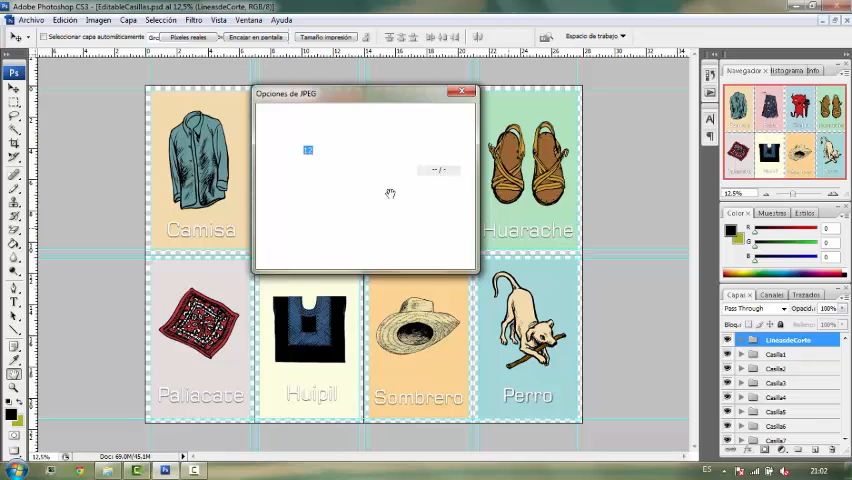 Adobe Photoshop CS3 - [EditableCasillas.psd al 12,5% (LineasdeCorte, RGB/8)]
Archivo Edición Imagen Capa Selección Filtro Vista Ventana Ayuda
Seleccionar capa automáticamente: Píxeles reales Encajar en pantalla Tamaño impresión Espacio de trabajo
Opciones de JPEG
12
-- / -
Camisa
Huarache
Paliacate
Huipil
Sombrero
Perro
Navegador Histograma Info
12.5%
Color Muestras Estilos
R 0
G 0
B 0
Capas Canales Trazados
Pass Through Opacid.: 100%
Bloq.: Relleno: 100%
LineasdeCorte
Casilla1
Casilla2
Casilla3
Casilla4
Casilla5
Casilla6
Casilla7
12,5% Doc: 69.0M/45.1M
ES 21:02